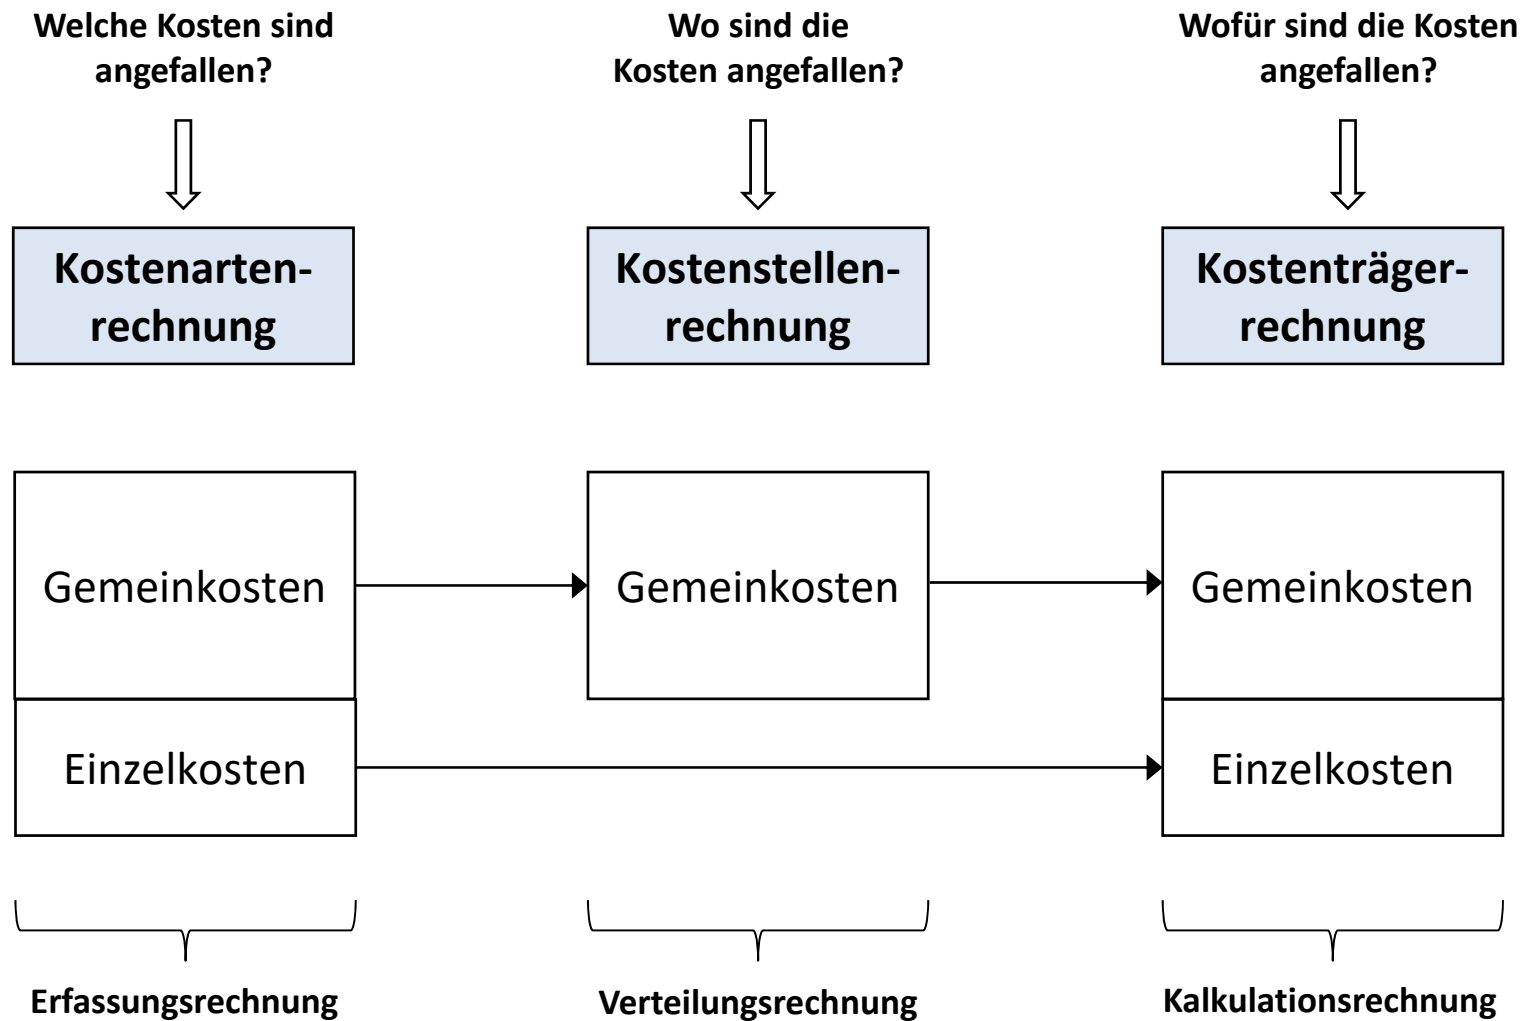 Welche Kosten sind
angefallen?
Wo sind die
Kosten angefallen?
Wofür sind die Kosten
angefallen?
Kostenarten-
rechnung
Kostenstellen-
rechnung
Kostenträger-
rechnung
Gemeinkosten
Gemeinkosten
Gemeinkosten
Einzelkosten
Einzelkosten
Erfassungsrechnung
Verteilungsrechnung
Kalkulationsrechnung